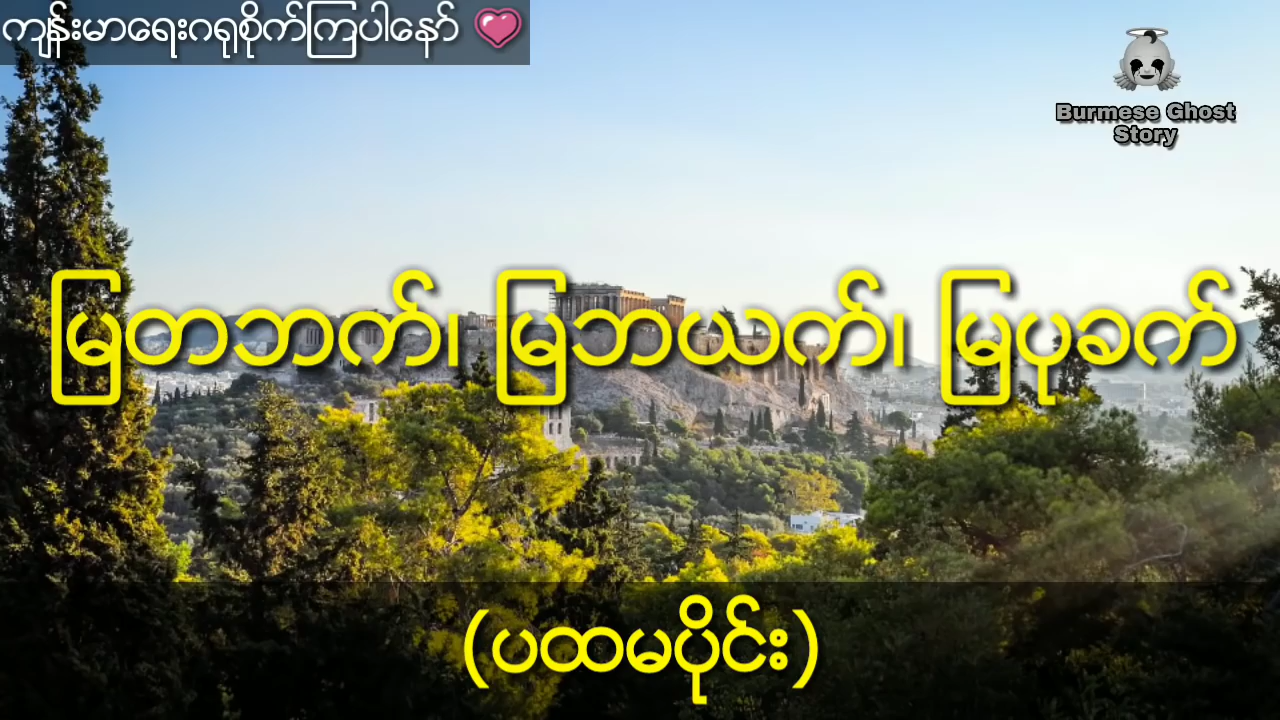 ကျန်းမာရေးဂရုစိုက်ကြပါနော် 💗
Burmese Ghost
Story
မြတဘက်၊ မြဘယက်၊ မြပုခက်
(ပထမပိုင်း)